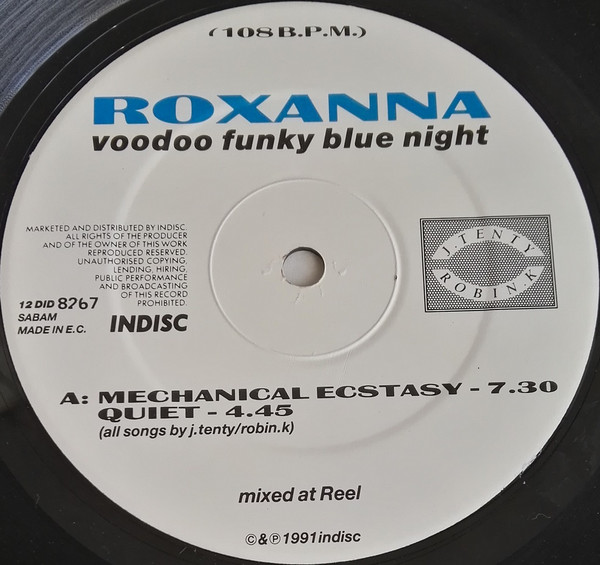 (108 B.P.M.)
ROXANNA
voodoo funky blue night
MARKETED AND DISTRIBUTED BY INDISC.
ALL RIGHTS OF THE PRODUCER
AND OF THE OWNER OF THIS WORK
REPRODUCED RESERVED.
UNAUTHORISED COPYING,
LENDING, HIRING,
PUBLIC PERFORMANCE
AND BROADCASTING
OF THIS RECORD
PROHIBITED.
12 DID 8267
SABAM
MADE IN E.C.
INDISC
J.TENTY
ROBIN.K
A: MECHANICAL ECSTASY - 7.30
QUIET - 4.45
(all songs by j.tenty/robin.k)
mixed at Reel
©&℗1991 indisc